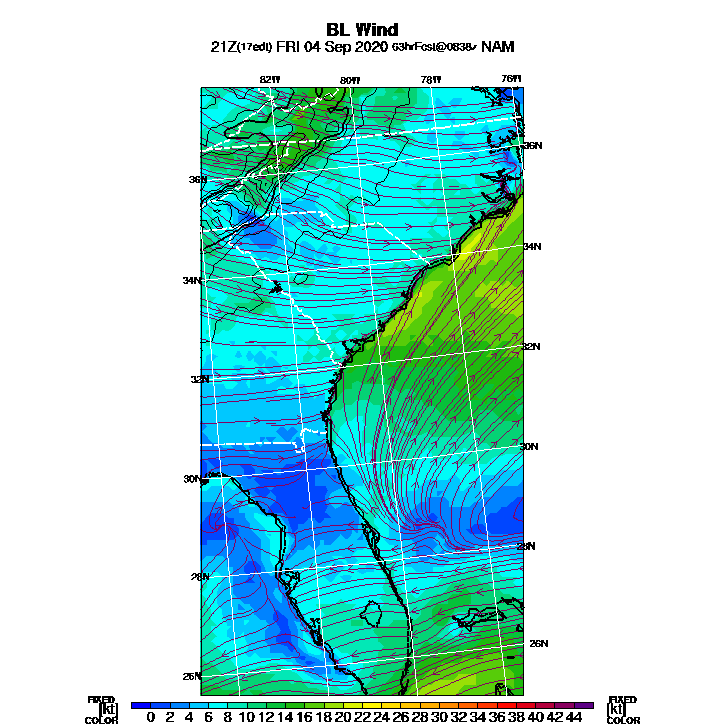 BL Wind
21Z(17edt) FRI 04 Sep 2020 63hrFcst@0838z NAM
82W 80W 78W 76W
36N
36N
34N
34N
32N
32N
30N
30N
28N
28N
26N
26N
FIXED FIXED
[kt] 0 2 4 6 8 10 12 14 16 18 20 22 24 26 28 30 32 34 36 38 40 42 44 [kt]
COLOR COLOR